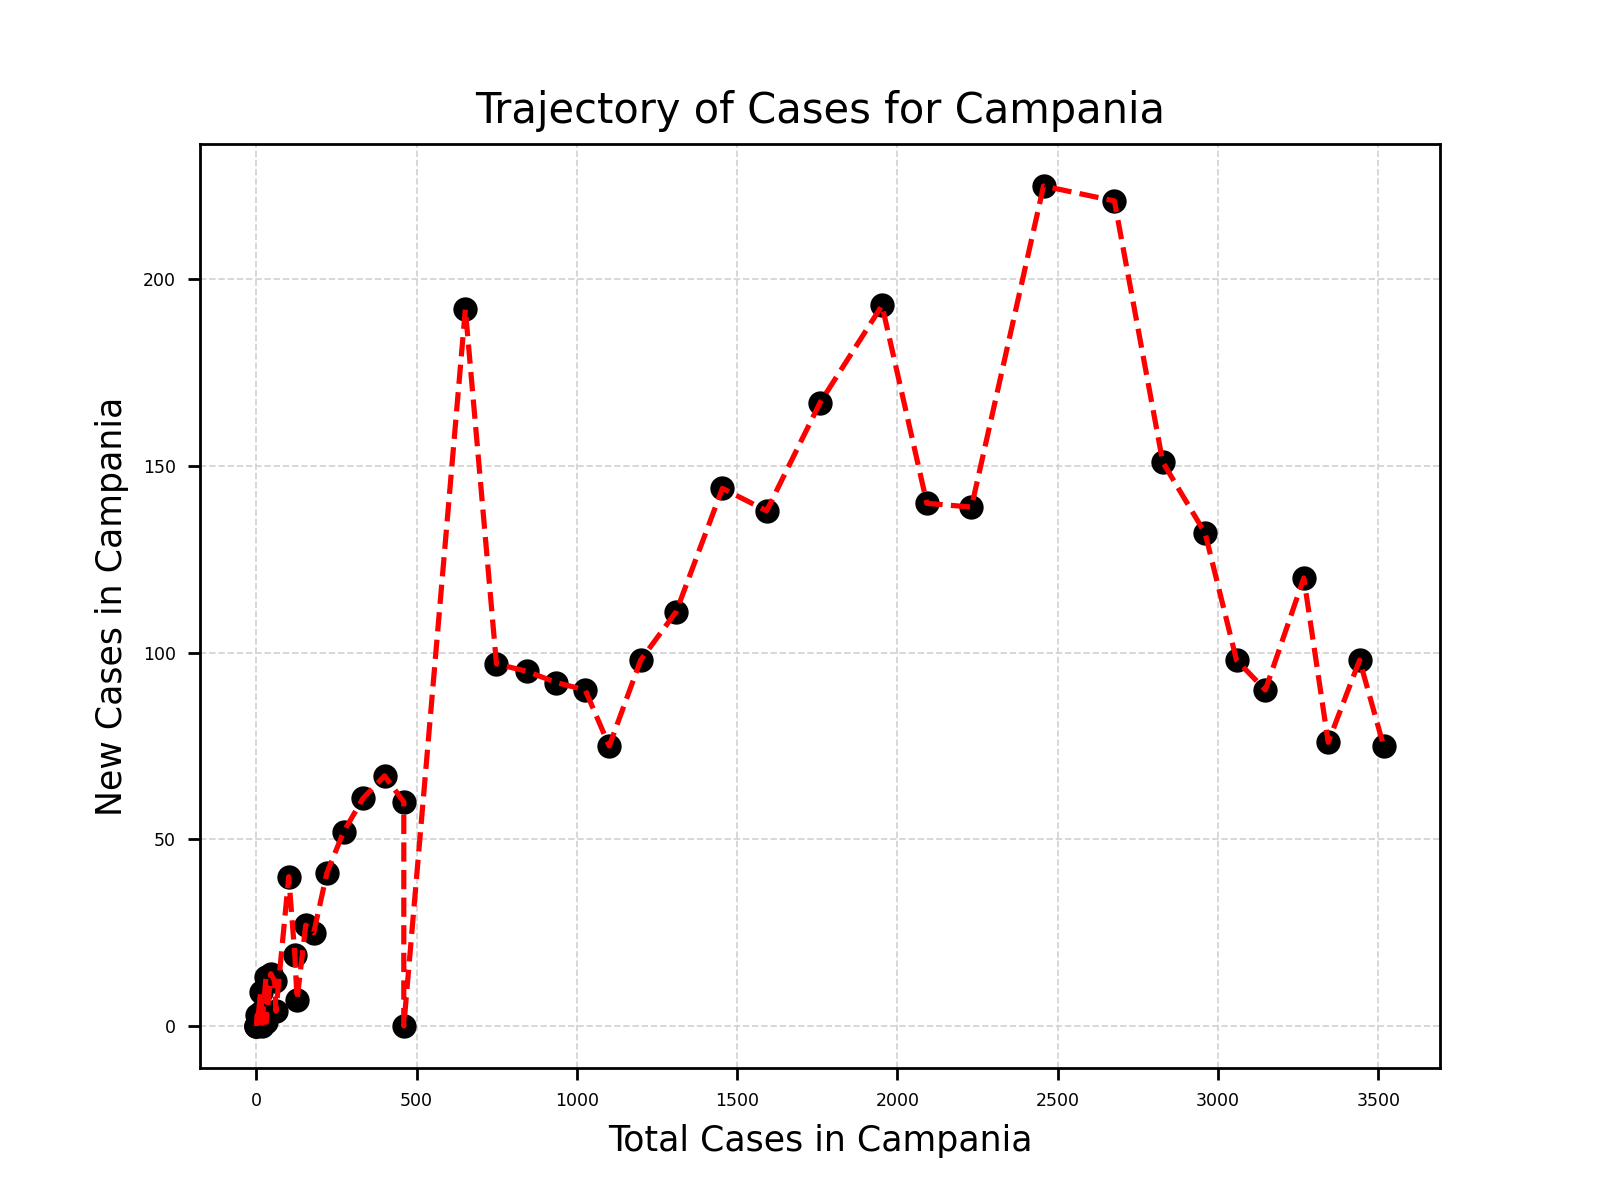 Trajectory of Cases for Campania
New Cases in Campania
200
150
100
50
0
0 500 1000 1500 2000 2500 3000 3500
Total Cases in Campania